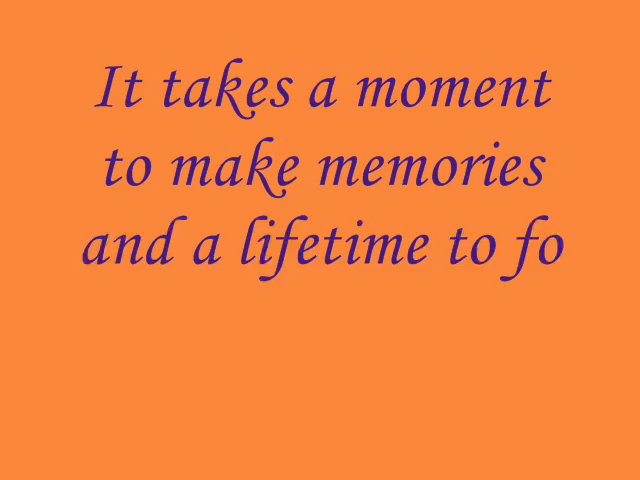 It takes a moment
to make memories
and a lifetime to fo